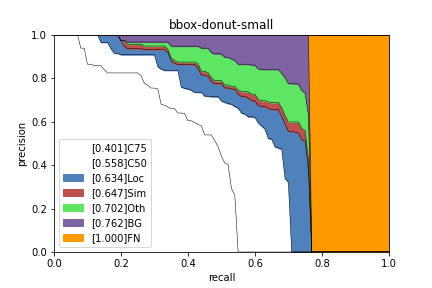 bbox-donut-small
1.0
0.8
0.6
0.4
0.2
0.0
precision
[0.401]C75
[0.558]C50
[0.634]Loc
[0.647]Sim
[0.702]Oth
[0.762]BG
[1.000]FN
0.0 0.2 0.4 0.6 0.8 1.0
recall